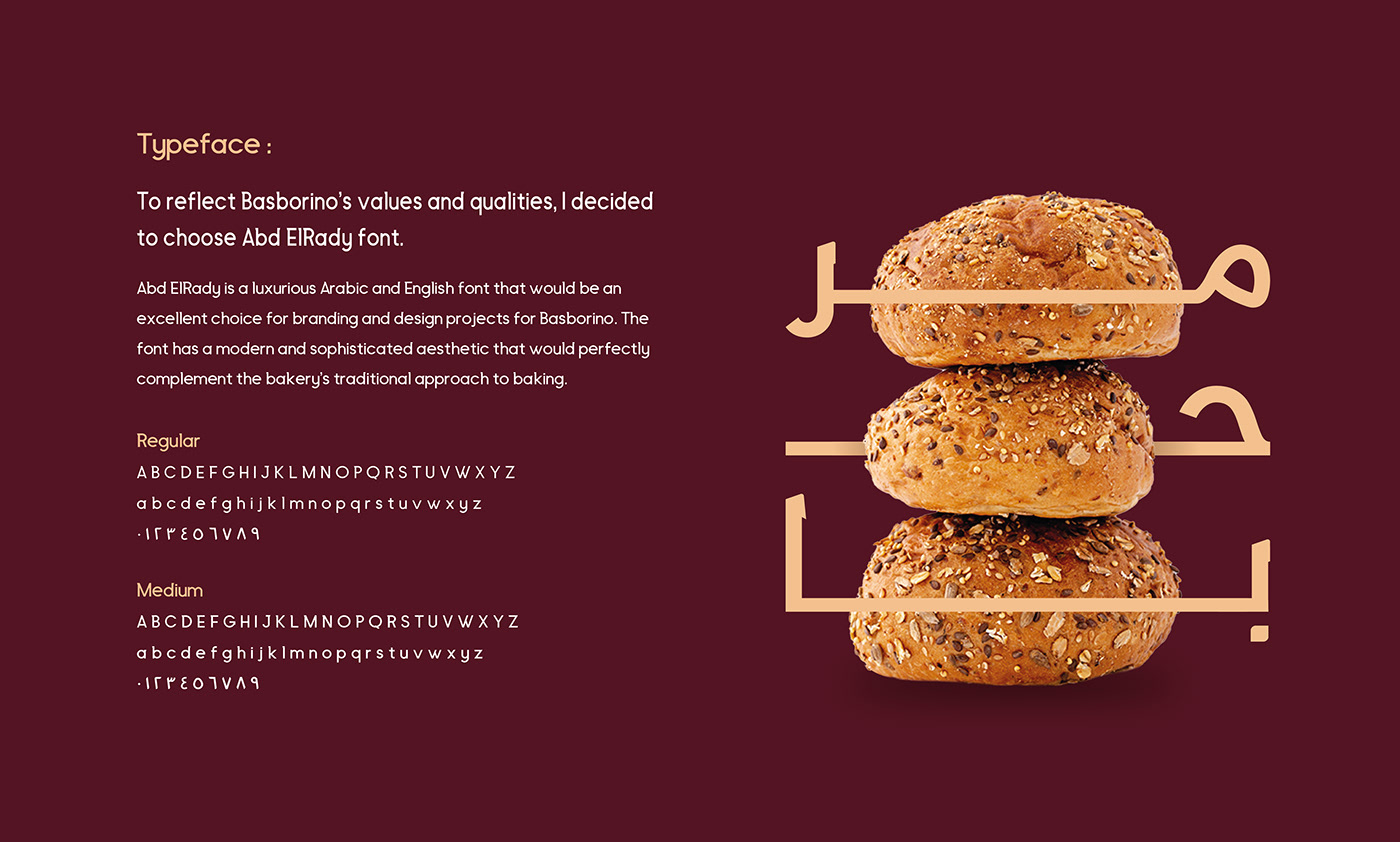 Typeface :
To reflect Basborino's values and qualities, I decided
to choose Abd ElRady font.
Abd ElRady is a luxurious Arabic and English font that would be an
excellent choice for branding and design projects for Basborino. The
font has a modern and sophisticated aesthetic that would perfectly
complement the bakery's traditional approach to baking.
Regular
A B C D E F G H I J K L M N O P Q R S T U V W X Y Z
a b c d e f g h i j k l m n o p q r s t u v w x y z
٠١٢٣٤٥٦٧٨٩
Medium
A B C D E F G H I J K L M N O P Q R S T U V W X Y Z
a b c d e f g h i j k l m n o p q r s t u v w x y z
٠١٢٣٤٥٦٧٨٩
مـر
حـ
بـا